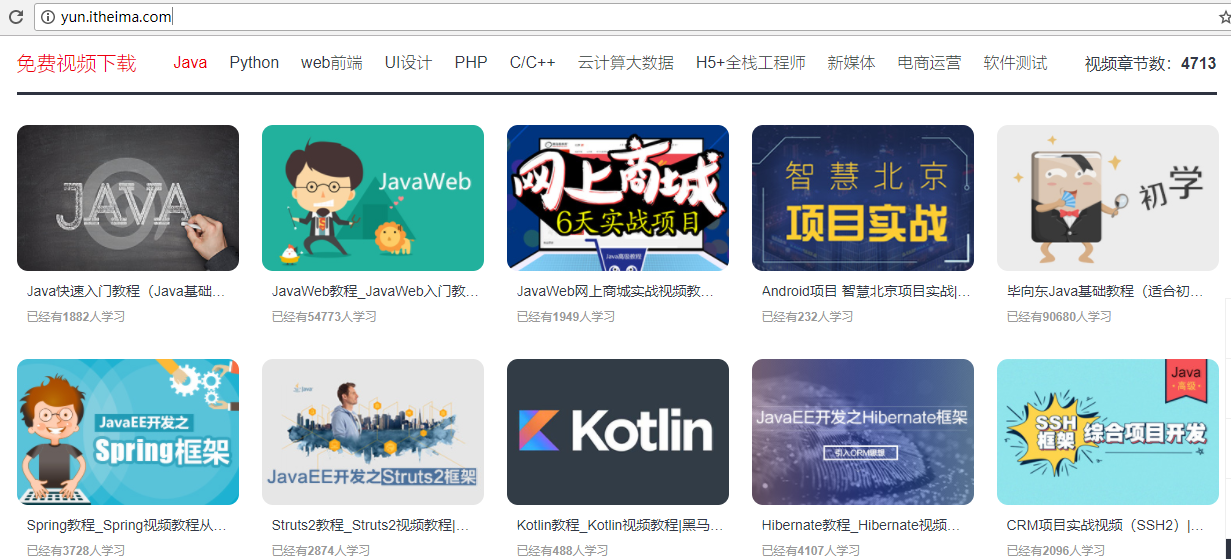 yun.itheima.com
免费视频下载 Java Python web前端 UI设计 PHP C/C++ 云计算大数据 H5+全栈工程师 新媒体 电商运营 软件测试 视频章节数：4713
JAVA
JavaWeb
网上商城
6天实战项目
Java高级教程
智慧北京
项目实战
初学
Java快速入门教程（Java基础...
JavaWeb教程_JavaWeb入门教...
JavaWeb网上商城实战视频教...
Android项目 智慧北京项目实战|...
毕向东Java基础教程（适合初...
已经有1882人学习
已经有54773人学习
已经有1949人学习
已经有232人学习
已经有90680人学习
JavaEE开发之
Spring框架
JavaEE开发之Struts2框架
Kotlin
JavaEE开发之Hibernate框架
引入ORM思想
Java
高级
SSH
框架
综合项目开发
Spring教程_Spring视频教程从...
Struts2教程_Struts2视频教程|...
Kotlin教程_Kotlin视频教程|黑马...
Hibernate教程_Hibernate视频...
CRM项目实战视频（SSH2）|...
已经有3728人学习
已经有2874人学习
已经有488人学习
已经有4107人学习
已经有2096人学习